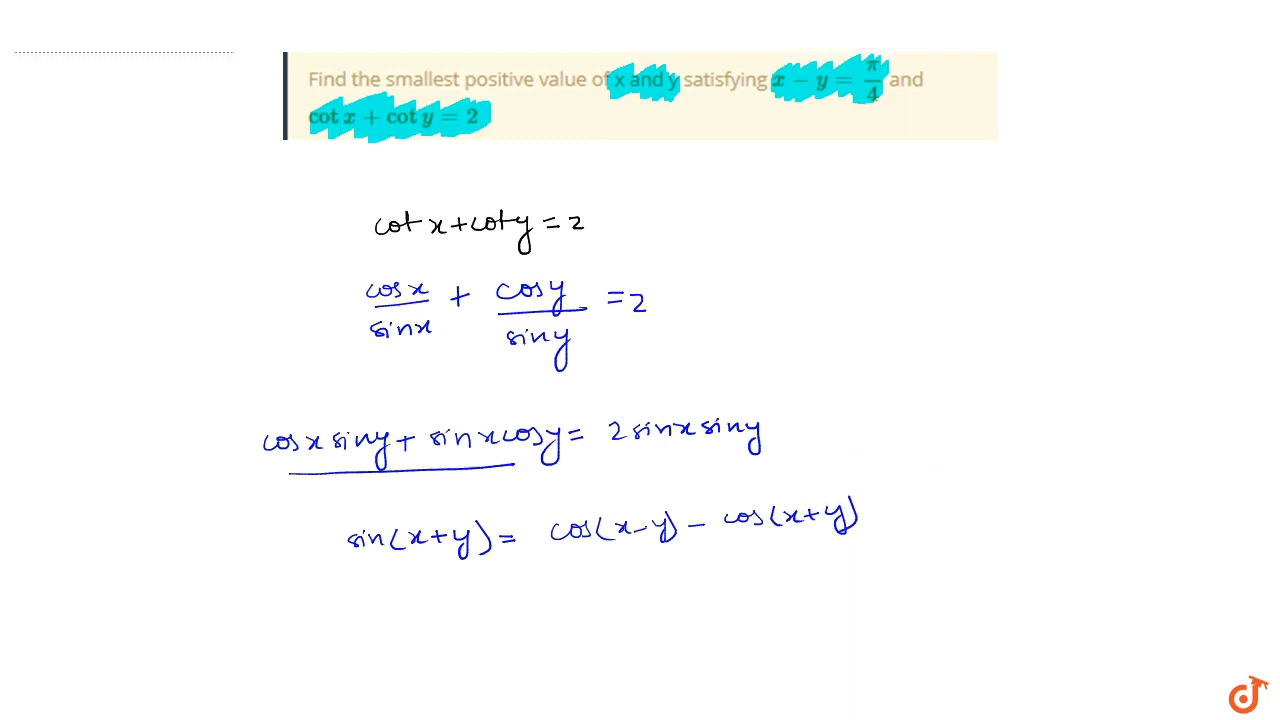 Find the smallest positive value of x and y satisfying x − y = π/4 and
cot x + cot y = 2
cot x + cot y = 2
cos x / sin x + cos y / sin y = 2
cos x sin y + sin x cos y = 2 sin x sin y
sin(x + y) = cos(x − y) − cos(x + y)